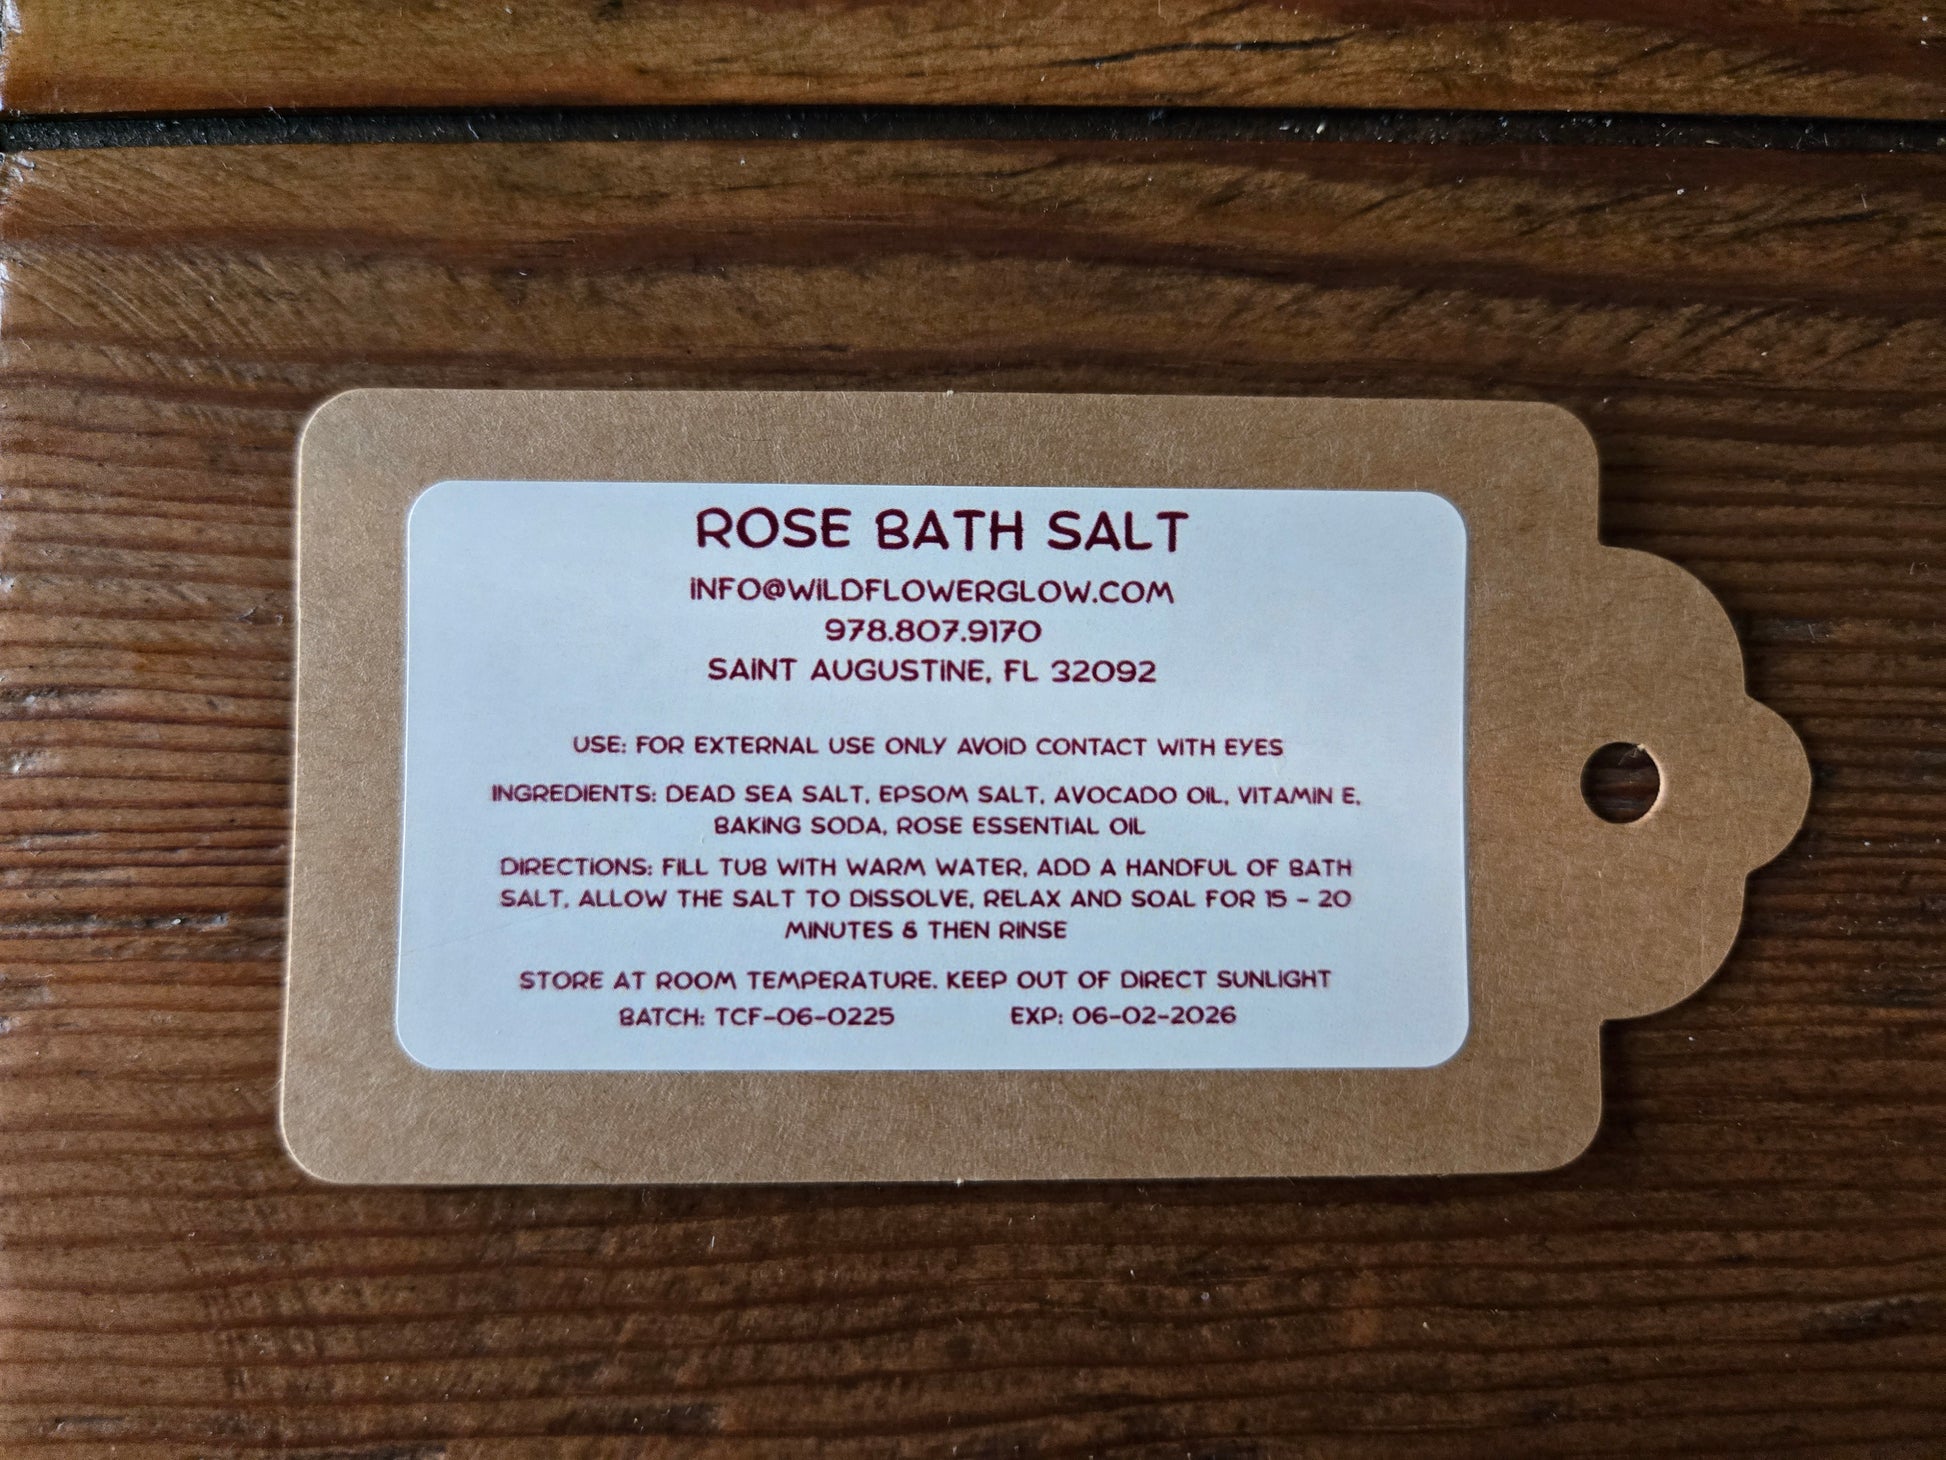 ROSE BATH SALT
INFO@WILDFLOWERGLOW.COM
978.807.9170
SAINT AUGUSTINE, FL 32092
USE: FOR EXTERNAL USE ONLY AVOID CONTACT WITH EYES
INGREDIENTS: DEAD SEA SALT, EPSOM SALT, AVOCADO OIL, VITAMIN E,
BAKING SODA, ROSE ESSENTIAL OIL
DIRECTIONS: FILL TUB WITH WARM WATER, ADD A HANDFUL OF BATH
SALT, ALLOW THE SALT TO DISSOLVE, RELAX AND SOAL FOR 15 - 20
MINUTES & THEN RINSE
STORE AT ROOM TEMPERATURE. KEEP OUT OF DIRECT SUNLIGHT
BATCH: TCF-06-0225 EXP: 06-02-2026